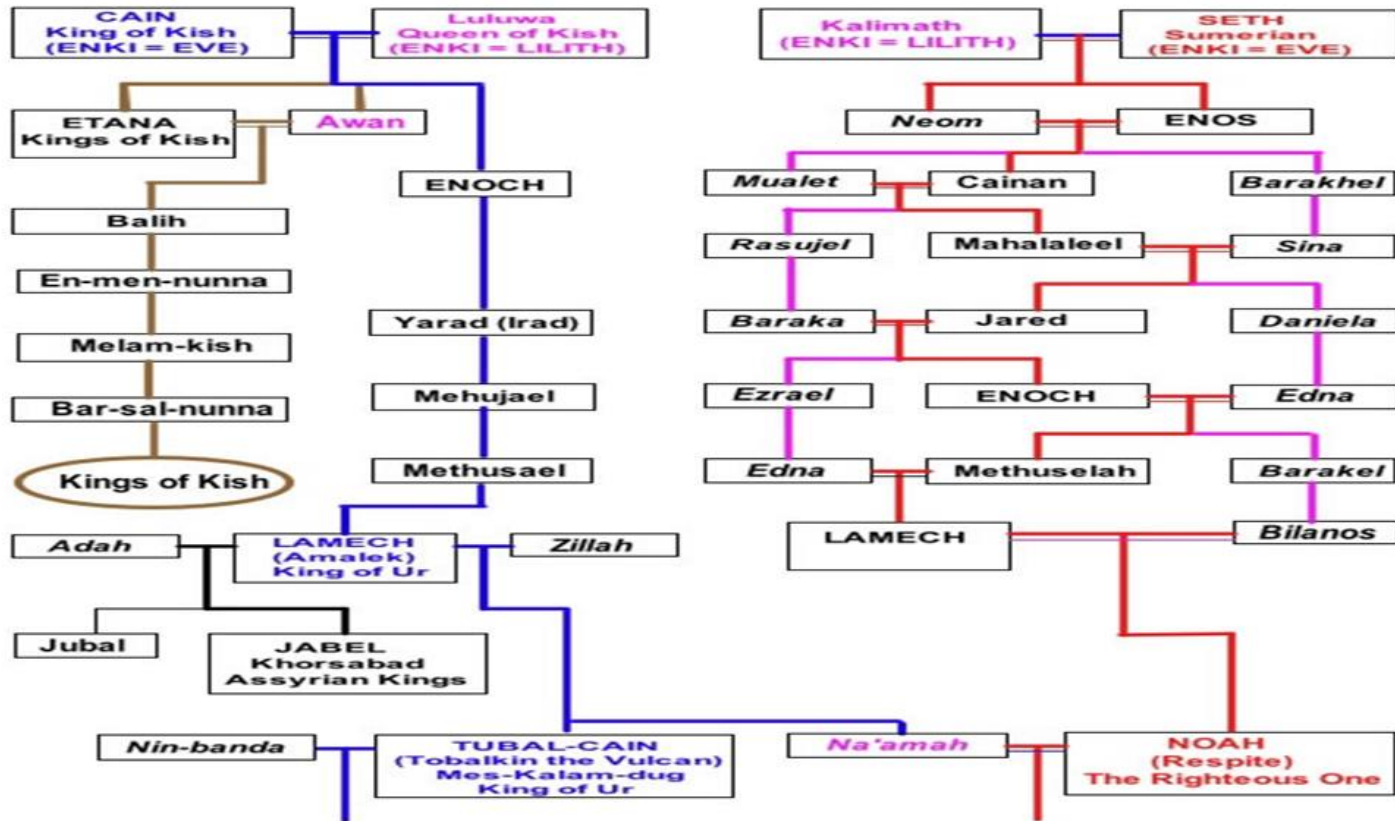 CAIN
King of Kish
(ENKI = EVE)
Luluwa
Queen of Kish
(ENKI = LILITH)
Kalimath
(ENKI = LILITH)
SETH
Sumerian
(ENKI = EVE)
ETANA
Kings of Kish
Awan
Neom
ENOS
ENOCH
Mualet
Cainan
Barakhel
Balih
Rasujel
Mahalaleel
Sina
En-men-nunna
Yarad (Irad)
Baraka
Jared
Daniela
Melam-kish
Mehujael
Ezrael
ENOCH
Edna
Bar-sal-nunna
Methusael
Edna
Methuselah
Barakel
Kings of Kish
Adah
LAMECH
(Amalek)
King of Ur
Zillah
LAMECH
Bilanos
Jubal
JABEL
Khorsabad
Assyrian Kings
Nin-banda
TUBAL-CAIN
(Tobalkin the Vulcan)
Mes-Kalam-dug
King of Ur
Na'amah
NOAH
(Respite)
The Righteous One